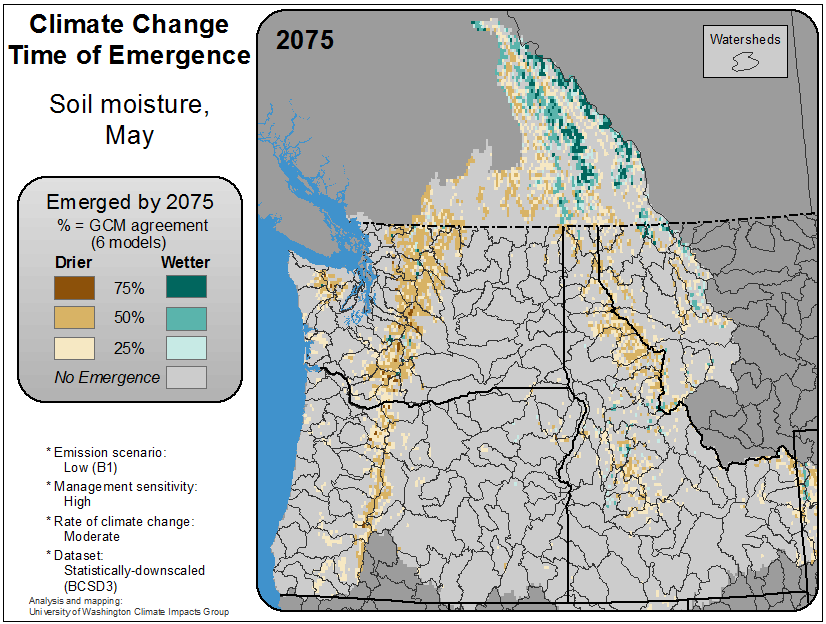 Climate Change
Time of Emergence
Soil moisture,
May
Emerged by 2075
% = GCM agreement
(6 models)
Drier Wetter
75%
50%
25%
No Emergence
* Emission scenario:
Low (B1)
* Management sensitivity:
High
* Rate of climate change:
Moderate
* Dataset:
Statistically-downscaled
(BCSD3)
Analysis and mapping:
University of Washington Climate Impacts Group
2075
Watersheds